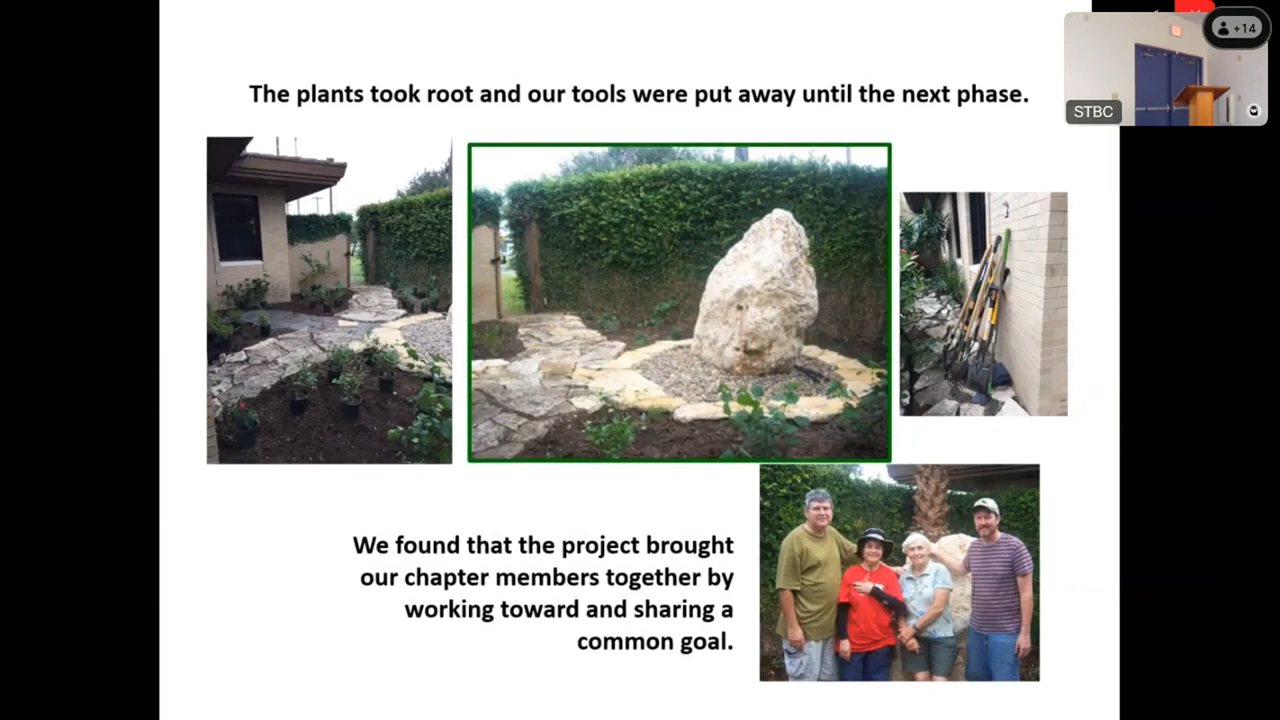 +14
STBC
The plants took root and our tools were put away until the next phase.
We found that the project brought
our chapter members together by
working toward and sharing a
common goal.